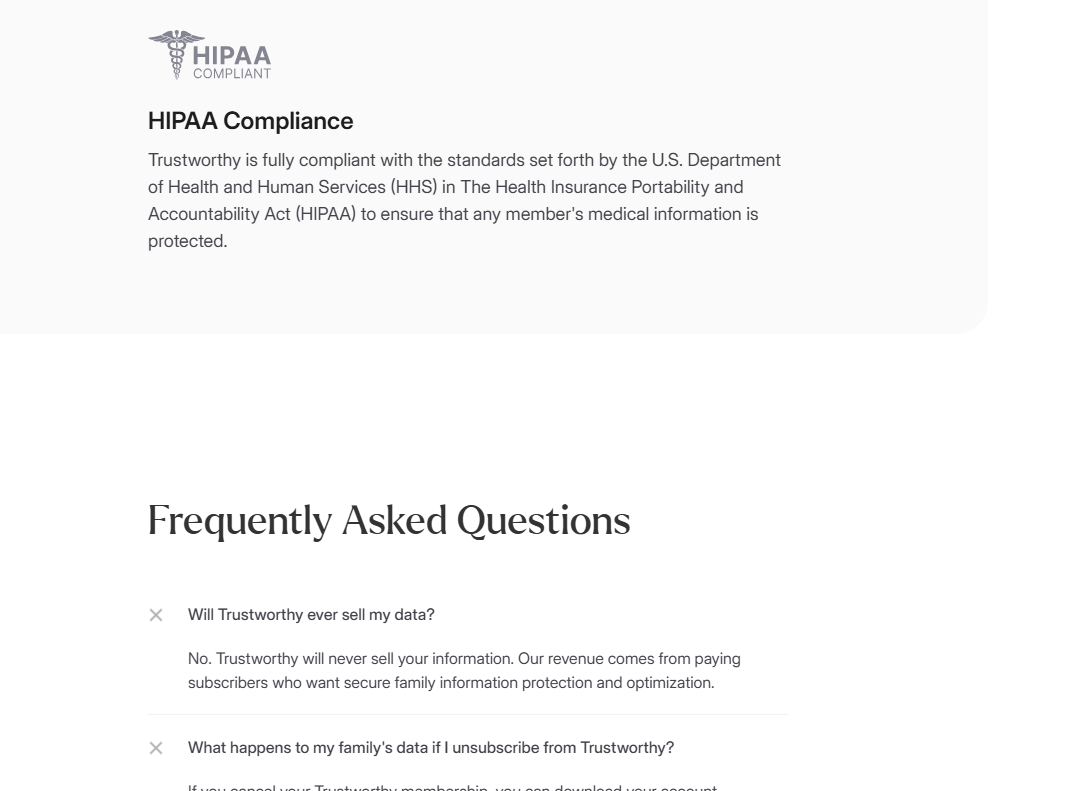 HIPAA
COMPLIANT
HIPAA Compliance
Trustworthy is fully compliant with the standards set forth by the U.S. Department
of Health and Human Services (HHS) in The Health Insurance Portability and
Accountability Act (HIPAA) to ensure that any member's medical information is
protected.
Frequently Asked Questions
Will Trustworthy ever sell my data?
No. Trustworthy will never sell your information. Our revenue comes from paying
subscribers who want secure family information protection and optimization.
What happens to my family's data if I unsubscribe from Trustworthy?
If you cancel your Trustworthy membership, you can download your account